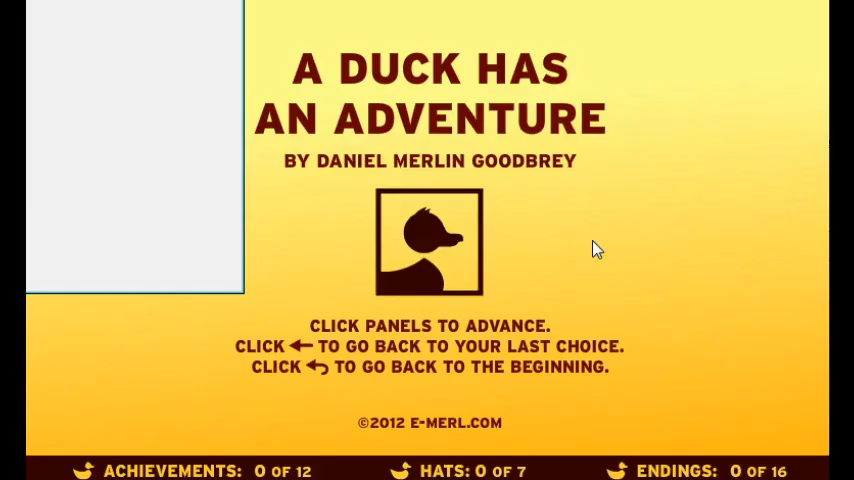 A DUCK HAS
AN ADVENTURE
BY DANIEL MERLIN GOODBREY
CLICK PANELS TO ADVANCE.
CLICK ← TO GO BACK TO YOUR LAST CHOICE.
CLICK ↩ TO GO BACK TO THE BEGINNING.
©2012 E-MERL.COM
ACHIEVEMENTS: 0 OF 12 HATS: 0 OF 7 ENDINGS: 0 OF 16